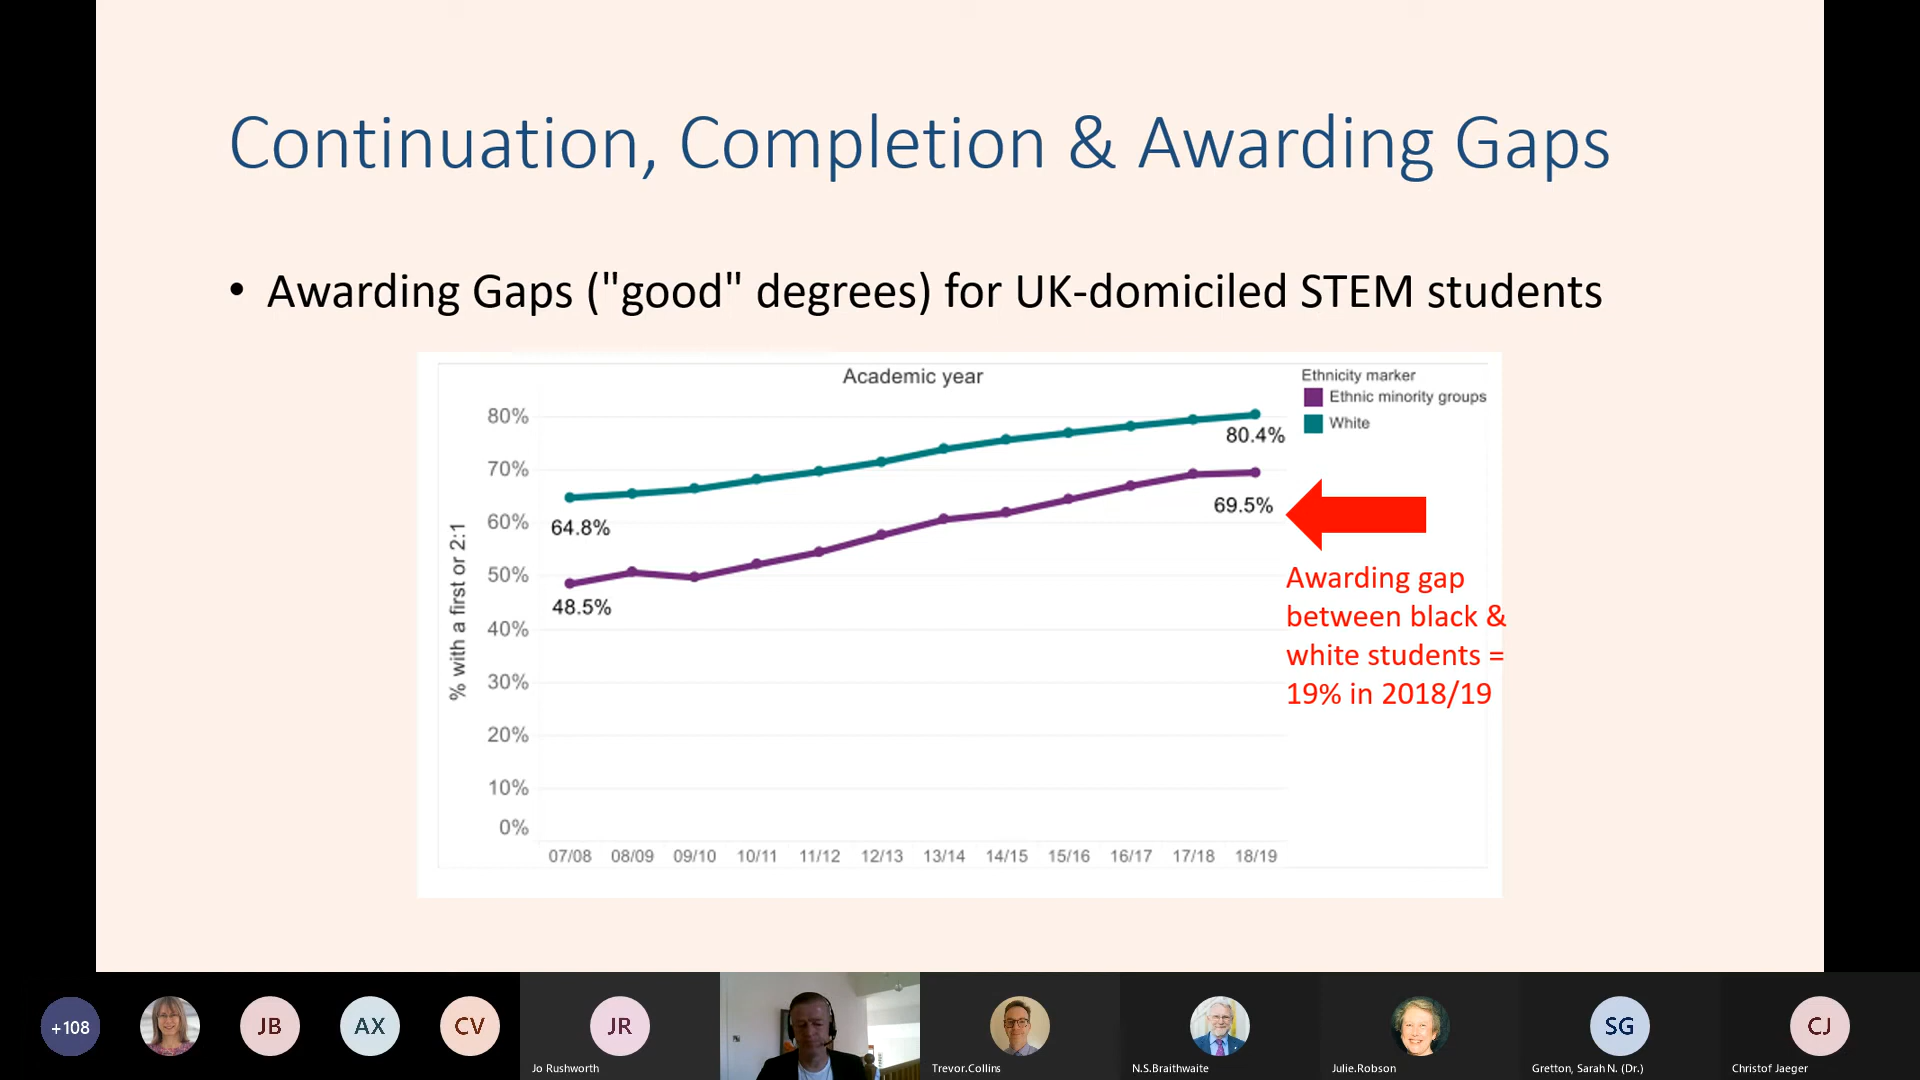 Continuation, Completion & Awarding Gaps
• Awarding Gaps ("good" degrees) for UK-domiciled STEM students
Academic year
Ethnicity marker
Ethnic minority groups
White
% with a first or 2:1
80%
70%
60%
50%
40%
30%
20%
10%
0%
64.8%
48.5%
80.4%
69.5%
Awarding gap
between black &
white students =
19% in 2018/19
07/08 08/09 09/10 10/11 11/12 12/13 13/14 14/15 15/16 16/17 17/18 18/19
+108
JB
AX
CV
JR
Jo Rushworth
Trevor.Collins
N.S.Braithwaite
Julie.Robson
SG
Gretton, Sarah N. (Dr.)
CJ
Christof Jaeger